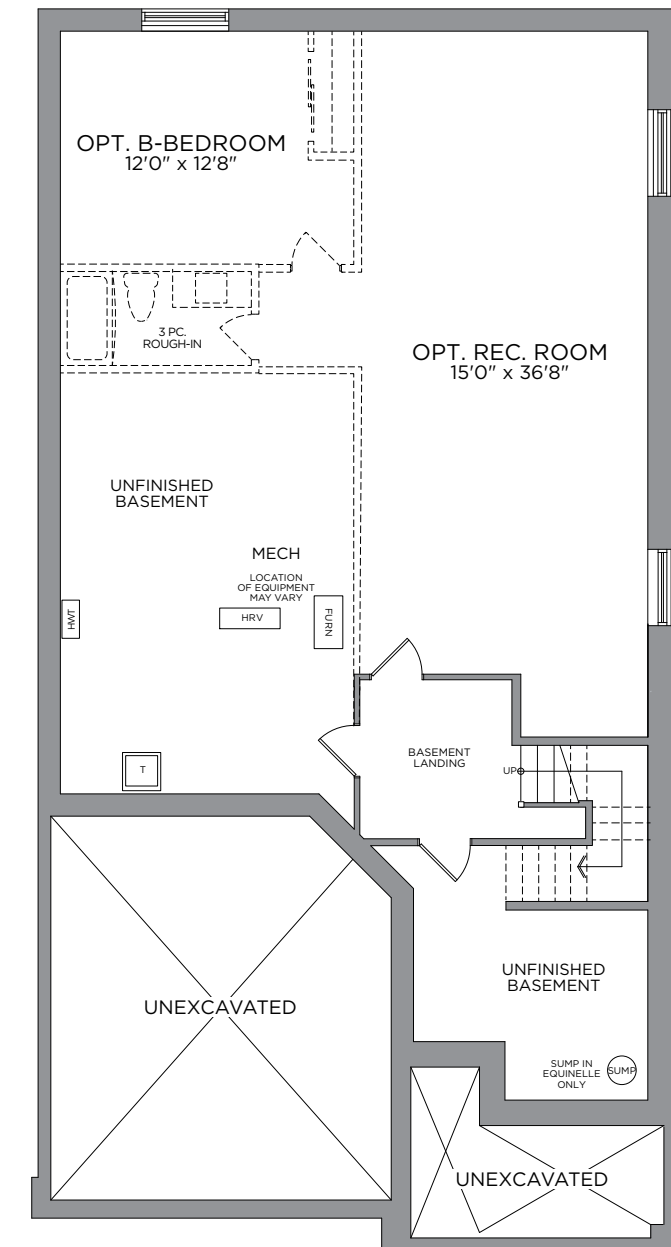 OPT. B-BEDROOM
12'0" x 12'8"
3 PC.
ROUGH-IN
OPT. REC. ROOM
15'0" x 36'8"
UNFINISHED
BASEMENT
MECH
LOCATION
OF EQUIPMENT
MAY VARY
HWT
HRV
FURN
T
BASEMENT
LANDING
UP
UNEXCAVATED
UNFINISHED
BASEMENT
SUMP IN
EQUINELLE
ONLY
SUMP
UNEXCAVATED